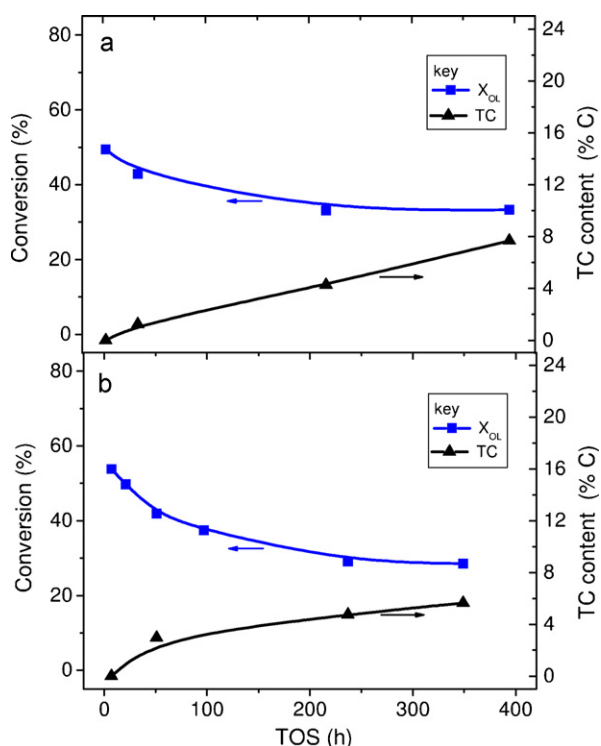 a
80
60
40
20
0
Conversion (%)
24
20
16
12
8
4
0
TC content (% C)
key
X_OL
TC
b
80
60
40
20
0
Conversion (%)
24
20
16
12
8
4
0
TC content (% C)
key
X_OL
TC
0 100 200 300 400
TOS (h)